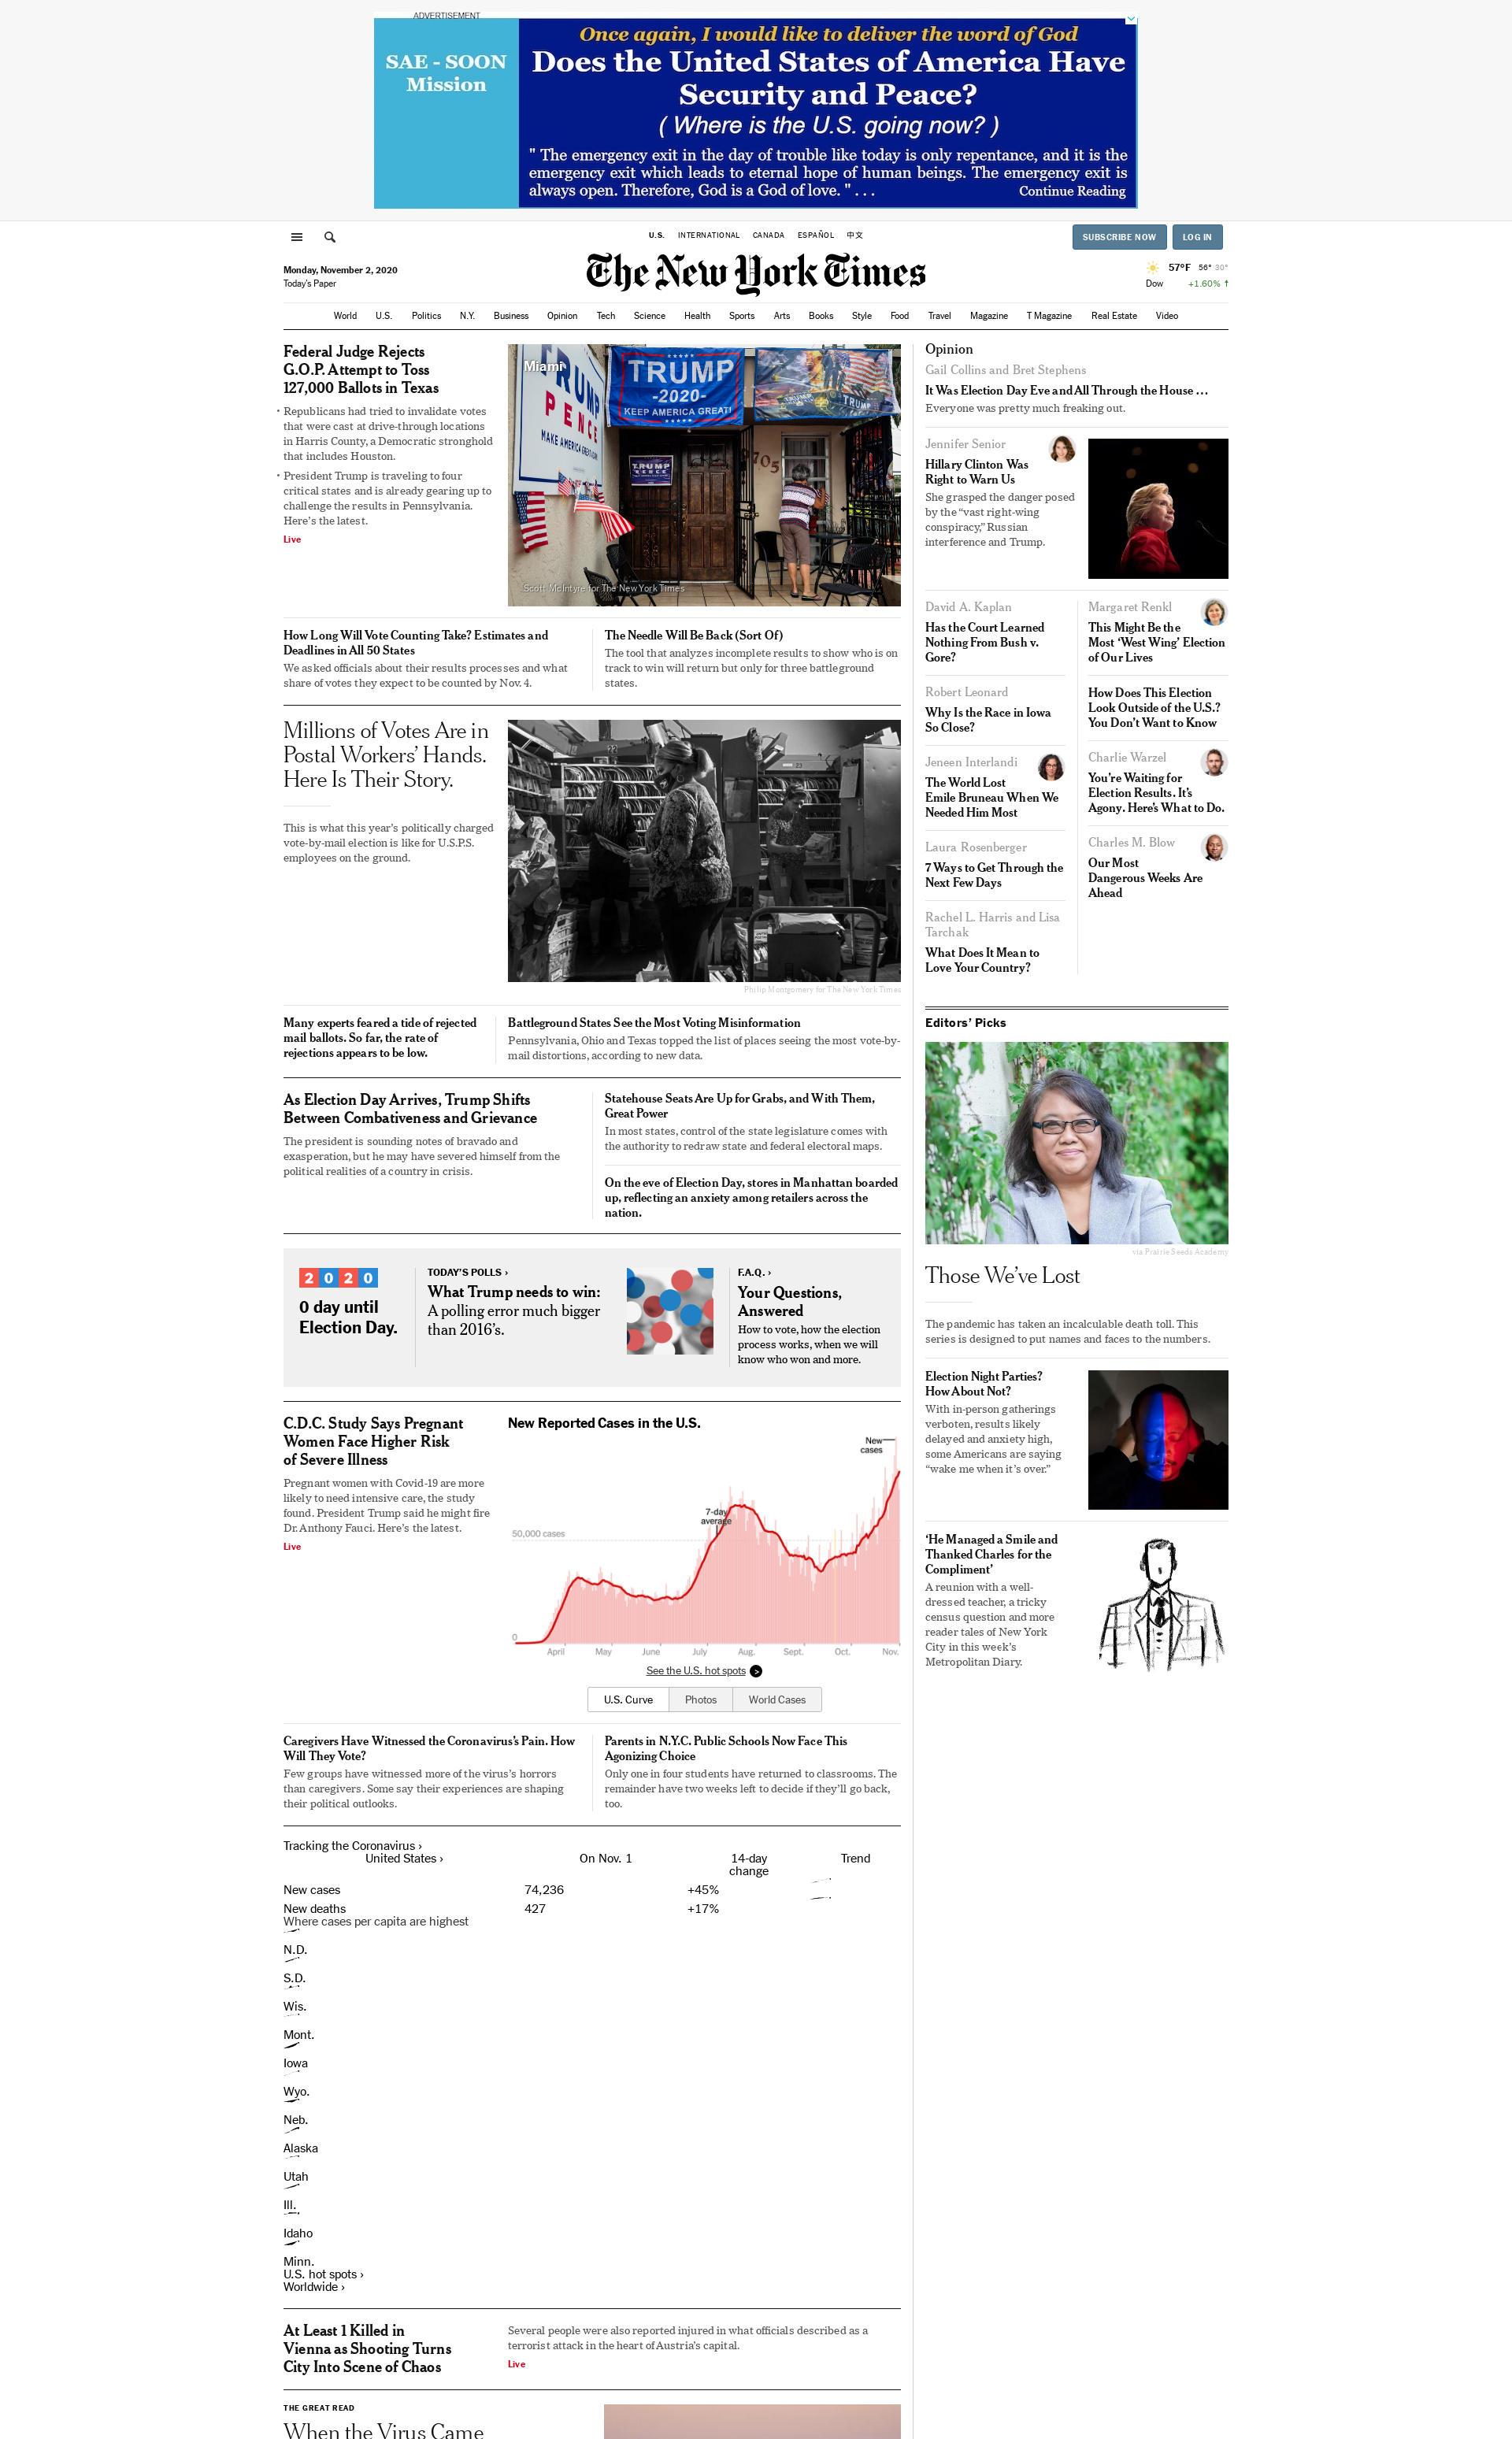 ADVERTISEMENT
SAE - SOON
Mission
Once again, I would like to deliver the word of God
Does the United States of America Have
Security and Peace?
( Where is the U.S. going now? )
" The emergency exit in the day of trouble like today is only repentance, and it is the
emergency exit which leads to eternal hope of human beings. The emergency exit is
always open. Therefore, God is a God of love. " . . .
Continue Reading
U.S. INTERNATIONAL CANADA ESPAÑOL 中文
SUBSCRIBE NOW LOG IN
Monday, November 2, 2020
Today's Paper
The New York Times
57°F 56° 30°
Dow +1.60% ↑
World U.S. Politics N.Y. Business Opinion Tech Science Health Sports Arts Books Style Food Travel Magazine T Magazine Real Estate Video
Federal Judge Rejects
G.O.P. Attempt to Toss
127,000 Ballots in Texas
• Republicans had tried to invalidate votes
that were cast at drive-through locations
in Harris County, a Democratic stronghold
that includes Houston.
• President Trump is traveling to four
critical states and is already gearing up to
challenge the results in Pennsylvania.
Here's the latest.
Live
Miami
TRUMP
PENCE
MAKE AMERICA GREAT
TRUMP
-2020-
KEEP AMERICA GREAT!
TRUMP
TRUMP
PENCE
705
Scott McIntyre for The New York Times
How Long Will Vote Counting Take? Estimates and
Deadlines in All 50 States
We asked officials about their results processes and what
share of votes they expect to be counted by Nov. 4.
The Needle Will Be Back (Sort Of)
The tool that analyzes incomplete results to show who is on
track to win will return but only for three battleground
states.
Millions of Votes Are in
Postal Workers' Hands.
Here Is Their Story.
This is what this year's politically charged
vote-by-mail election is like for U.S.P.S.
employees on the ground.
22
23
Philip Montgomery for The New York Times
Many experts feared a tide of rejected
mail ballots. So far, the rate of
rejections appears to be low.
Battleground States See the Most Voting Misinformation
Pennsylvania, Ohio and Texas topped the list of places seeing the most vote-by-
mail distortions, according to new data.
As Election Day Arrives, Trump Shifts
Between Combativeness and Grievance
The president is sounding notes of bravado and
exasperation, but he may have severed himself from the
political realities of a country in crisis.
Statehouse Seats Are Up for Grabs, and With Them,
Great Power
In most states, control of the state legislature comes with
the authority to redraw state and federal electoral maps.
On the eve of Election Day, stores in Manhattan boarded
up, reflecting an anxiety among retailers across the
nation.
2020
0 day until
Election Day.
TODAY'S POLLS ›
What Trump needs to win:
A polling error much bigger
than 2016's.
F.A.Q. ›
Your Questions,
Answered
How to vote, how the election
process works, when we will
know who won and more.
C.D.C. Study Says Pregnant
Women Face Higher Risk
of Severe Illness
Pregnant women with Covid-19 are more
likely to need intensive care, the study
found. President Trump said he might fire
Dr. Anthony Fauci. Here's the latest.
Live
New Reported Cases in the U.S.
New
cases
7-day
average
50,000 cases
0
April May June July Aug. Sept. Oct. Nov.
See the U.S. hot spots
U.S. Curve Photos World Cases
Caregivers Have Witnessed the Coronavirus's Pain. How
Will They Vote?
Few groups have witnessed more of the virus's horrors
than caregivers. Some say their experiences are shaping
their political outlooks.
Parents in N.Y.C. Public Schools Now Face This
Agonizing Choice
Only one in four students have returned to classrooms. The
remainder have two weeks left to decide if they'll go back,
too.
Tracking the Coronavirus ›
United States › On Nov. 1 14-day
change Trend
New cases 74,236 +45%
New deaths 427 +17%
Where cases per capita are highest
N.D.
S.D.
Wis.
Mont.
Iowa
Wyo.
Neb.
Alaska
Utah
Ill.
Idaho
Minn.
U.S. hot spots ›
Worldwide ›
At Least 1 Killed in
Vienna as Shooting Turns
City Into Scene of Chaos
Several people were also reported injured in what officials described as a
terrorist attack in the heart of Austria's capital.
Live
THE GREAT READ
When the Virus Came
Opinion
Gail Collins and Bret Stephens
It Was Election Day Eve and All Through the House …
Everyone was pretty much freaking out.
Jennifer Senior
Hillary Clinton Was
Right to Warn Us
She grasped the danger posed
by the “vast right-wing
conspiracy,” Russian
interference and Trump.
David A. Kaplan
Has the Court Learned
Nothing From Bush v.
Gore?
Robert Leonard
Why Is the Race in Iowa
So Close?
Jeneen Interlandi
The World Lost
Emile Bruneau When We
Needed Him Most
Laura Rosenberger
7 Ways to Get Through the
Next Few Days
Rachel L. Harris and Lisa
Tarchak
What Does It Mean to
Love Your Country?
Margaret Renkl
This Might Be the
Most ‘West Wing’ Election
of Our Lives
How Does This Election
Look Outside of the U.S.?
You Don't Want to Know
Charlie Warzel
You're Waiting for
Election Results. It's
Agony. Here's What to Do.
Charles M. Blow
Our Most
Dangerous Weeks Are
Ahead
Editors' Picks
via Prairie Seeds Academy
Those We've Lost
The pandemic has taken an incalculable death toll. This
series is designed to put names and faces to the numbers.
Election Night Parties?
How About Not?
With in-person gatherings
verboten, results likely
delayed and anxiety high,
some Americans are saying
“wake me when it's over.”
‘He Managed a Smile and
Thanked Charles for the
Compliment’
A reunion with a well-
dressed teacher, a tricky
census question and more
reader tales of New York
City in this week's
Metropolitan Diary.